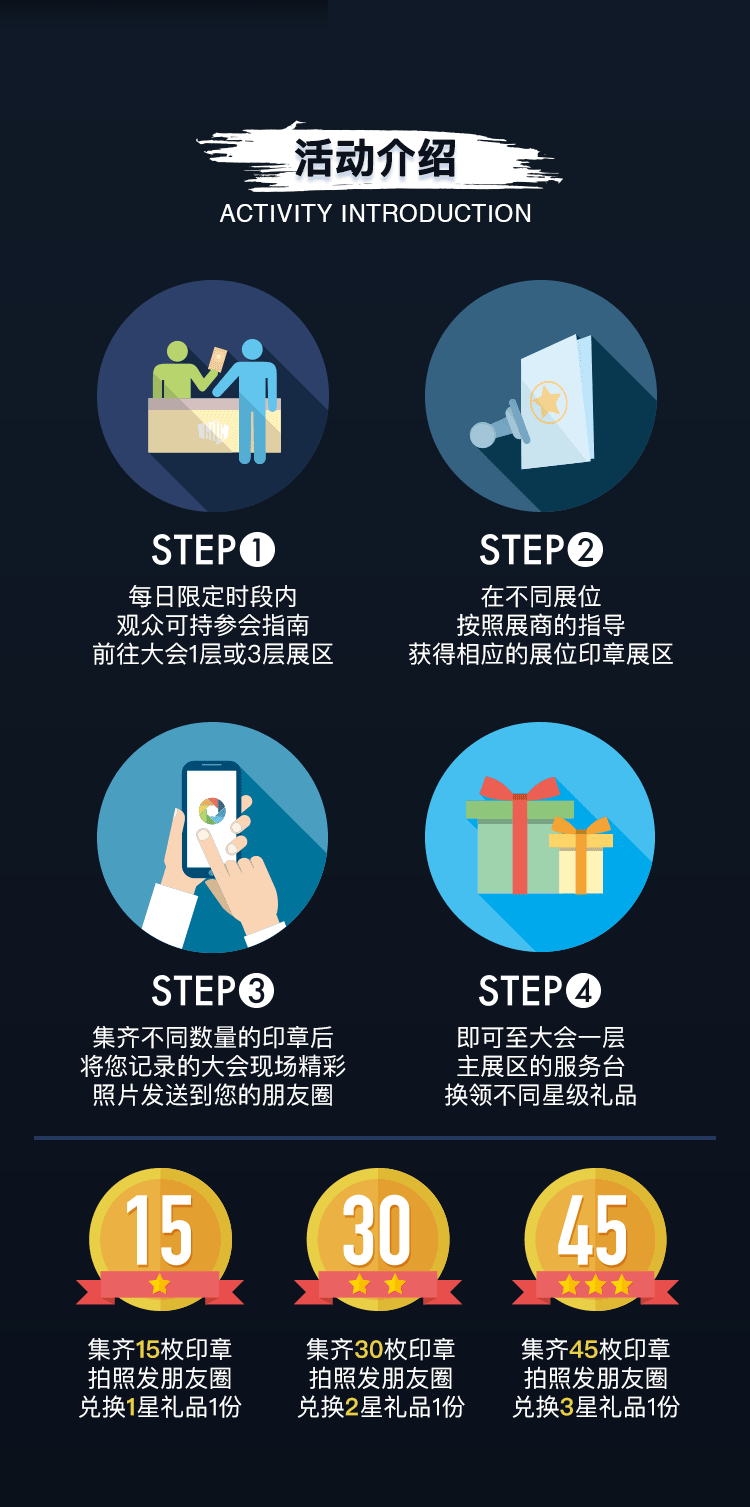 活动介绍
ACTIVITY INTRODUCTION
STEP1
每日限定时段内
观众可持参会指南
前往大会1层或3层展区
STEP2
在不同展位
按照展商的指导
获得相应的展位印章展区
STEP3
集齐不同数量的印章后
将您记录的大会现场精彩
照片发送到您的朋友圈
STEP4
即可至大会一层
主展区的服务台
换领不同星级礼品
15
集齐15枚印章
拍照发朋友圈
兑换1星礼品1份
30
集齐30枚印章
拍照发朋友圈
兑换2星礼品1份
45
集齐45枚印章
拍照发朋友圈
兑换3星礼品1份